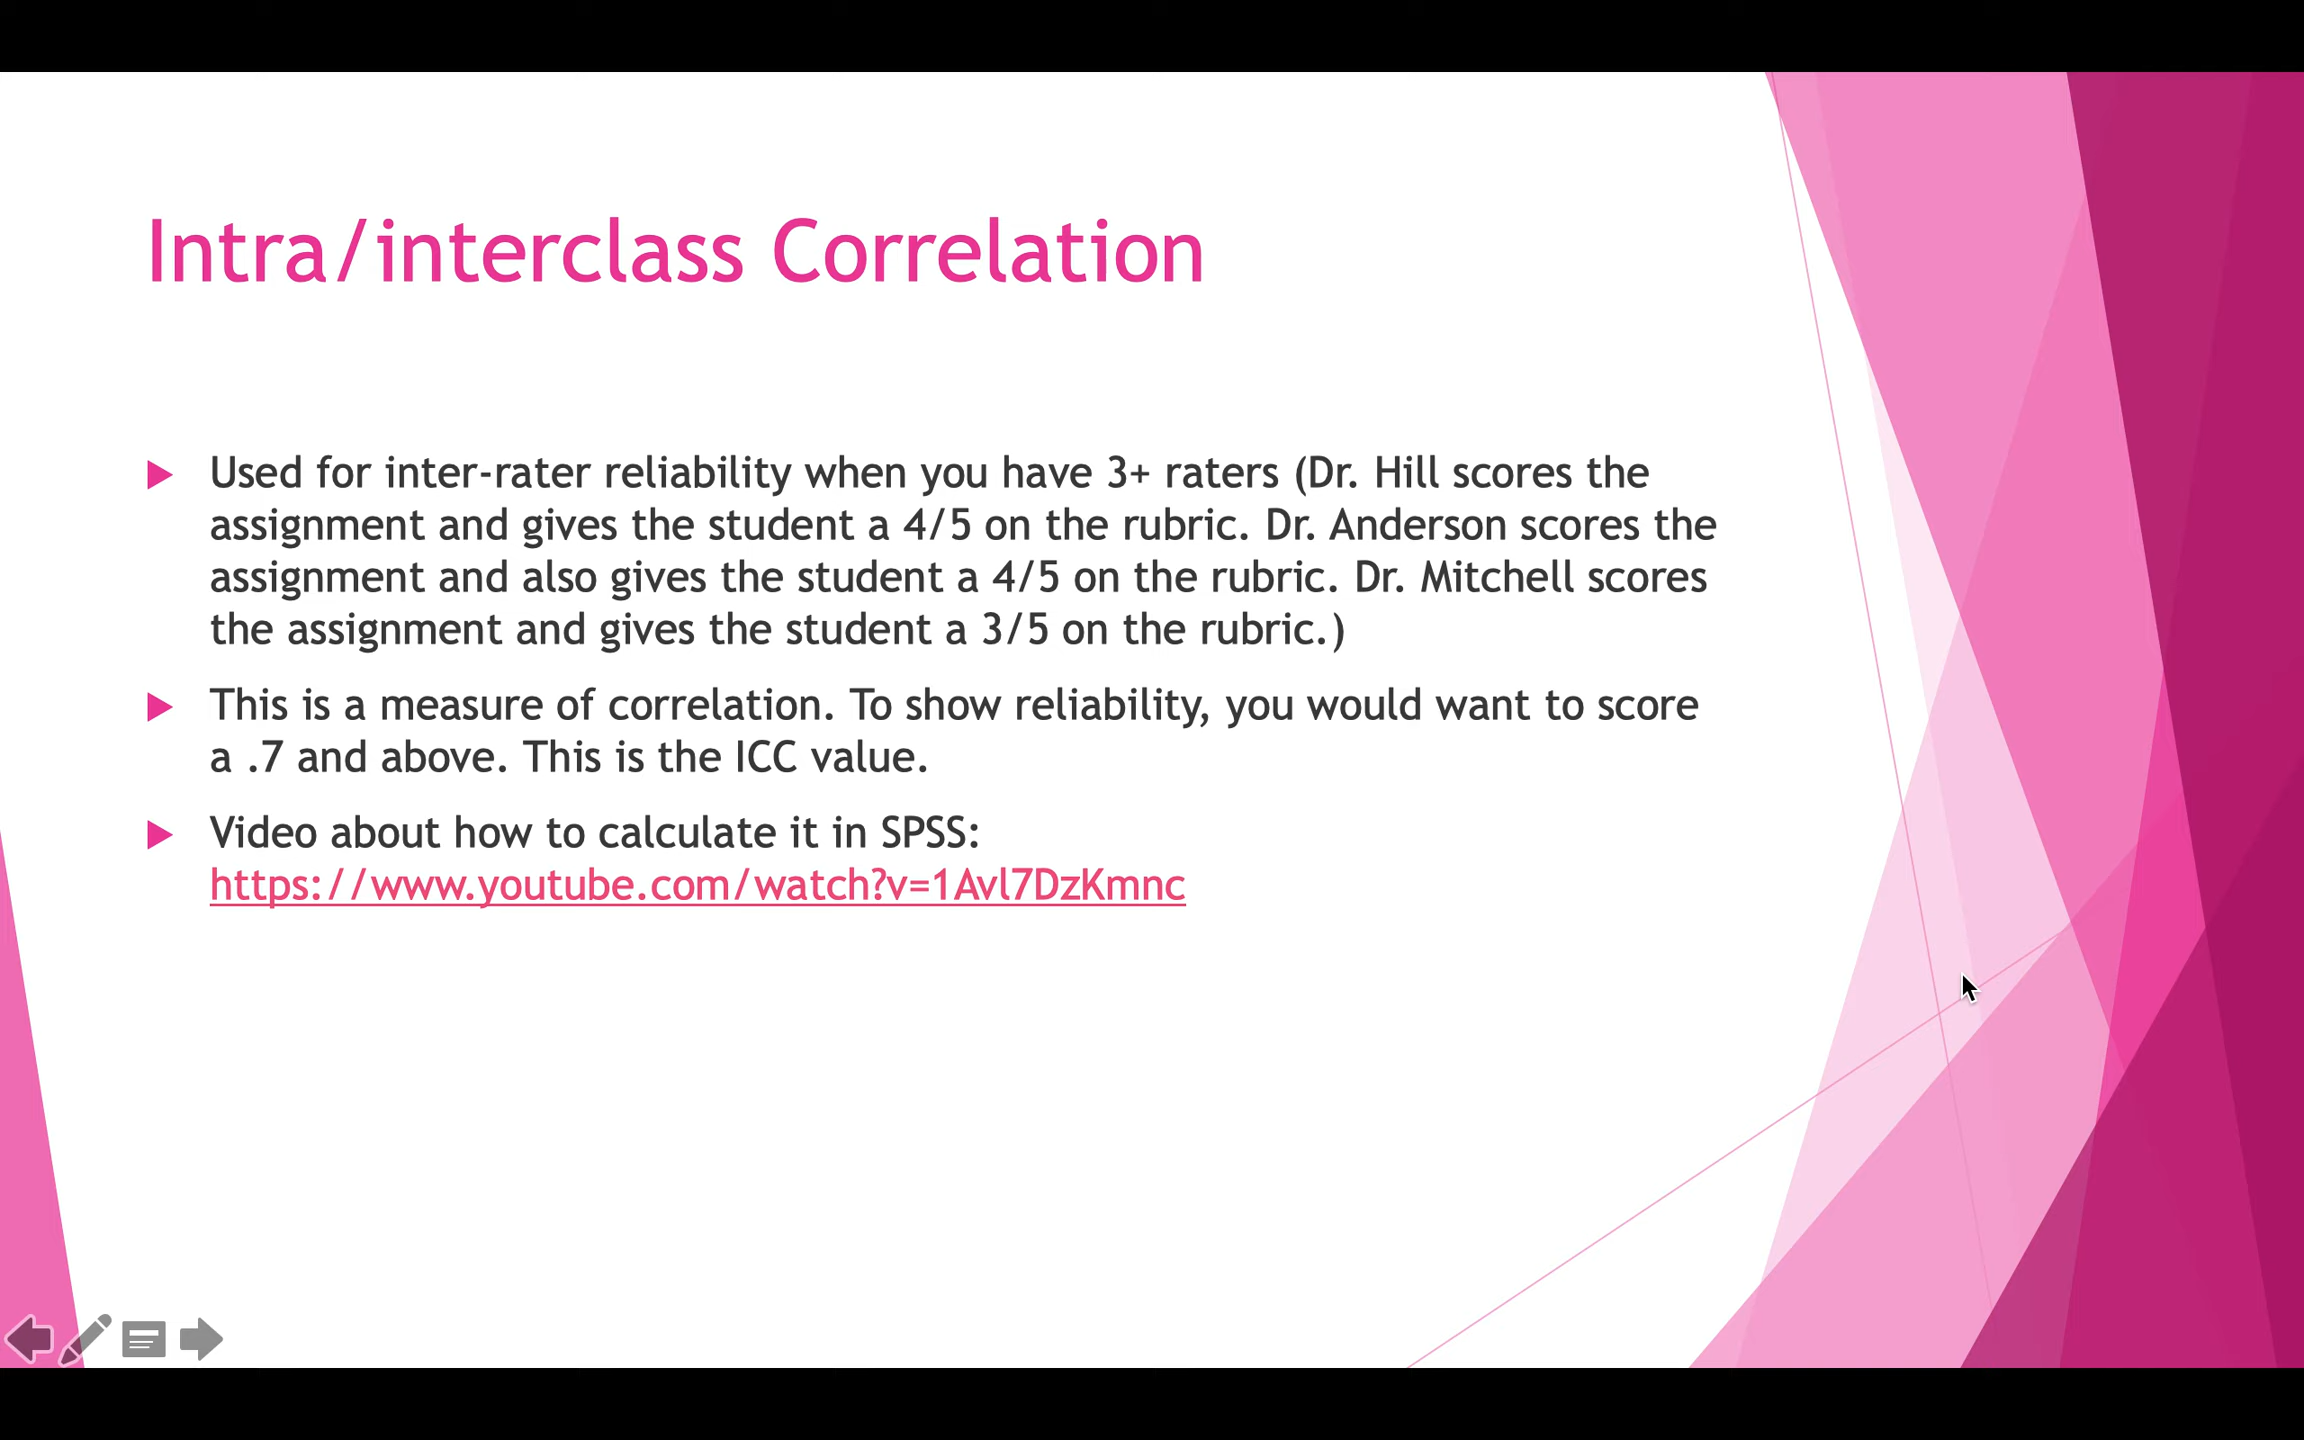 Intra/interclass Correlation
Used for inter-rater reliability when you have 3+ raters (Dr. Hill scores the
assignment and gives the student a 4/5 on the rubric. Dr. Anderson scores the
assignment and also gives the student a 4/5 on the rubric. Dr. Mitchell scores
the assignment and gives the student a 3/5 on the rubric.)
This is a measure of correlation. To show reliability, you would want to score
a .7 and above. This is the ICC value.
Video about how to calculate it in SPSS:
https://www.youtube.com/watch?v=1Avl7DzKmnc